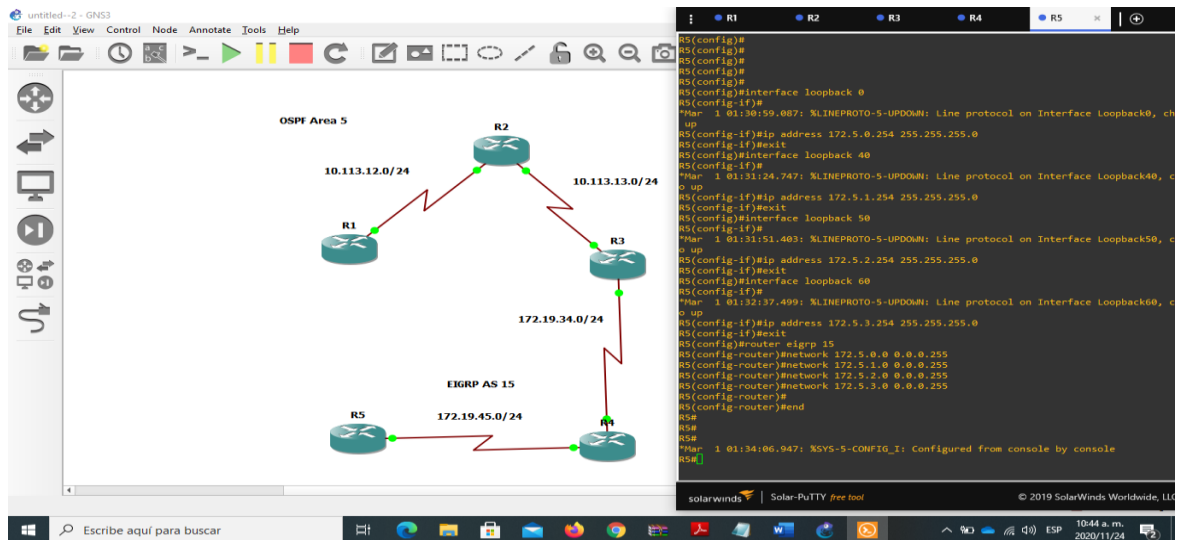 untitled--2 - GNS3
File Edit View Control Node Annotate Tools Help
OSPF Area 5
R2
10.113.12.0/24
10.113.13.0/24
R1
R3
172.19.34.0/24
EIGRP AS 15
R5
172.19.45.0/24
R4
R1 R2 R3 R4 R5
R5(config)#
R5(config)#
R5(config)#
R5(config)#
R5(config)#
R5(config)#interface loopback 0
R5(config-if)#
*Mar  1 01:30:59.087: %LINEPROTO-5-UPDOWN: Line protocol on Interface Loopback0, ch
up
R5(config-if)#ip address 172.5.0.254 255.255.255.0
R5(config-if)#exit
R5(config)#interface loopback 40
R5(config-if)#
*Mar  1 01:31:24.747: %LINEPROTO-5-UPDOWN: Line protocol on Interface Loopback40, c
o up
R5(config-if)#ip address 172.5.1.254 255.255.255.0
R5(config-if)#exit
R5(config)#interface loopback 50
R5(config-if)#
*Mar  1 01:31:51.403: %LINEPROTO-5-UPDOWN: Line protocol on Interface Loopback50, c
o up
R5(config-if)#ip address 172.5.2.254 255.255.255.0
R5(config-if)#exit
R5(config)#interface loopback 60
R5(config-if)#
*Mar  1 01:32:37.499: %LINEPROTO-5-UPDOWN: Line protocol on Interface Loopback60, c
o up
R5(config-if)#ip address 172.5.3.254 255.255.255.0
R5(config-if)#exit
R5(config)#router eigrp 15
R5(config-router)#network 172.5.0.0 0.0.0.255
R5(config-router)#network 172.5.1.0 0.0.0.255
R5(config-router)#network 172.5.2.0 0.0.0.255
R5(config-router)#network 172.5.3.0 0.0.0.255
R5(config-router)#
R5(config-router)#end
R5#
R5#
R5#
*Mar  1 01:34:06.947: %SYS-5-CONFIG_I: Configured from console by console
R5#
solarwinds | Solar-PuTTY free tool © 2019 SolarWinds Worldwide, LLC
Escribe aquí para buscar
ESP
10:44 a. m.
2020/11/24